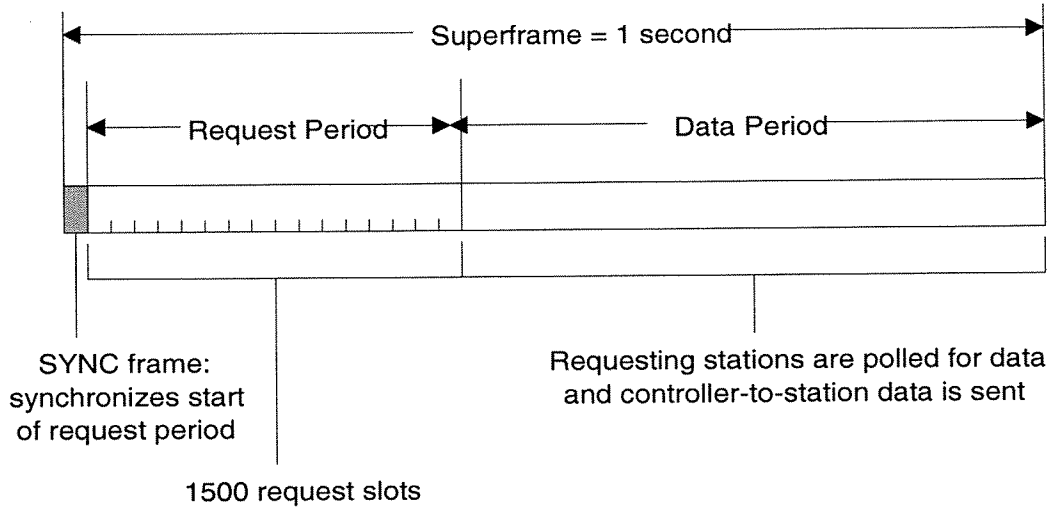 Superframe = 1 second
Request Period
Data Period
SYNC frame:
synchronizes start
of request period
Requesting stations are polled for data
and controller-to-station data is sent
1500 request slots